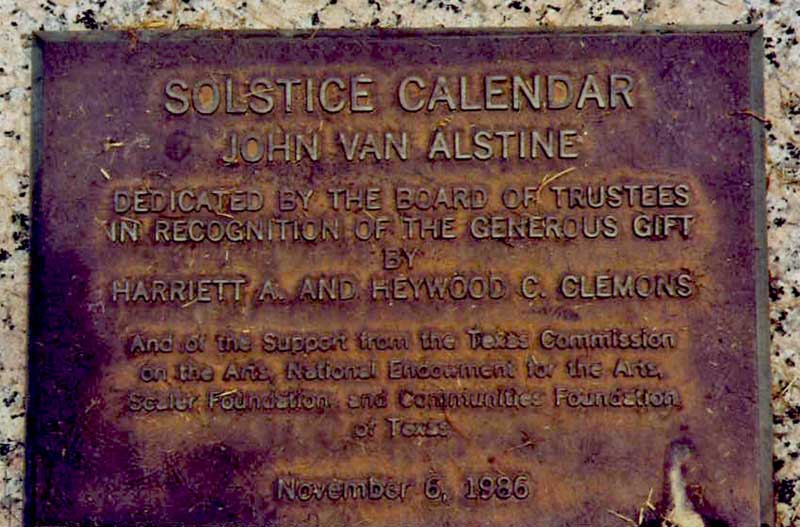 SOLSTICE CALENDAR
JOHN VAN ALSTINE
DEDICATED BY THE BOARD OF TRUSTEES
IN RECOGNITION OF THE GENEROUS GIFT
BY
HARRIETT A. AND HEYWOOD C. CLEMONS
And of the Support from the Texas Commission
on the Arts, National Endowment for the Arts,
Foundation and Communities Foundation
of Texas
November 6, 1986